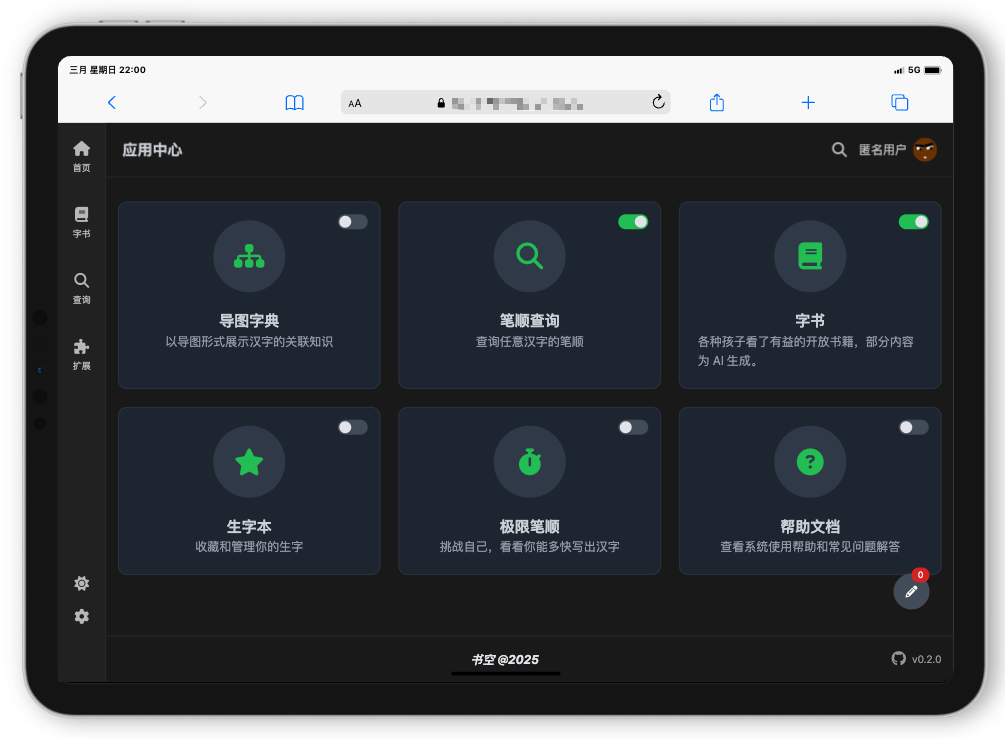 三月 星期日 22:00
5G
AA
首页
字书
查询
扩展
应用中心
匿名用户
导图字典
以导图形式展示汉字的关联知识
笔顺查询
查询任意汉字的笔顺
字书
各种孩子看了有益的开放书籍，部分内容
为 AI 生成。
生字本
收藏和管理你的生字
极限笔顺
挑战自己，看看你能多快写出汉字
?
帮助文档
查看系统使用帮助和常见问题解答
0
书空 @2025
v0.2.0